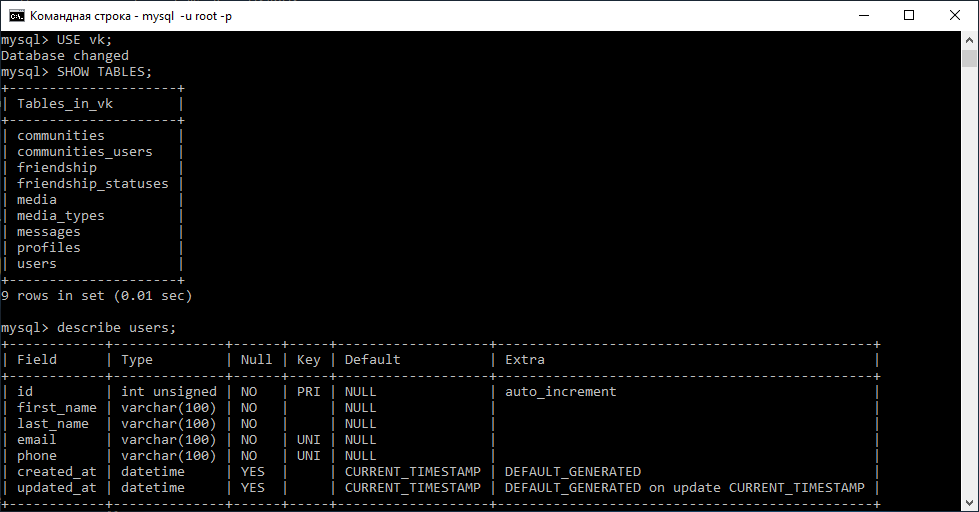 Командная строка - mysql -u root -p
mysql> USE vk;
Database changed
mysql> SHOW TABLES;
+---------------------+
| Tables_in_vk        |
+---------------------+
| communities         |
| communities_users   |
| friendship          |
| friendship_statuses |
| media               |
| media_types         |
| messages            |
| profiles            |
| users               |
+---------------------+
9 rows in set (0.01 sec)
mysql> describe users;
+------------+--------------+------+-----+-------------------+-----------------------------------------------+
| Field      | Type         | Null | Key | Default           | Extra                                         |
+------------+--------------+------+-----+-------------------+-----------------------------------------------+
| id         | int unsigned | NO   | PRI | NULL              | auto_increment                                |
| first_name | varchar(100) | NO   |     | NULL              |                                               |
| last_name  | varchar(100) | NO   |     | NULL              |                                               |
| email      | varchar(100) | NO   | UNI | NULL              |                                               |
| phone      | varchar(100) | NO   | UNI | NULL              |                                               |
| created_at | datetime     | YES  |     | CURRENT_TIMESTAMP | DEFAULT_GENERATED                             |
| updated_at | datetime     | YES  |     | CURRENT_TIMESTAMP | DEFAULT_GENERATED on update CURRENT_TIMESTAMP |
+------------+--------------+------+-----+-------------------+-----------------------------------------------+